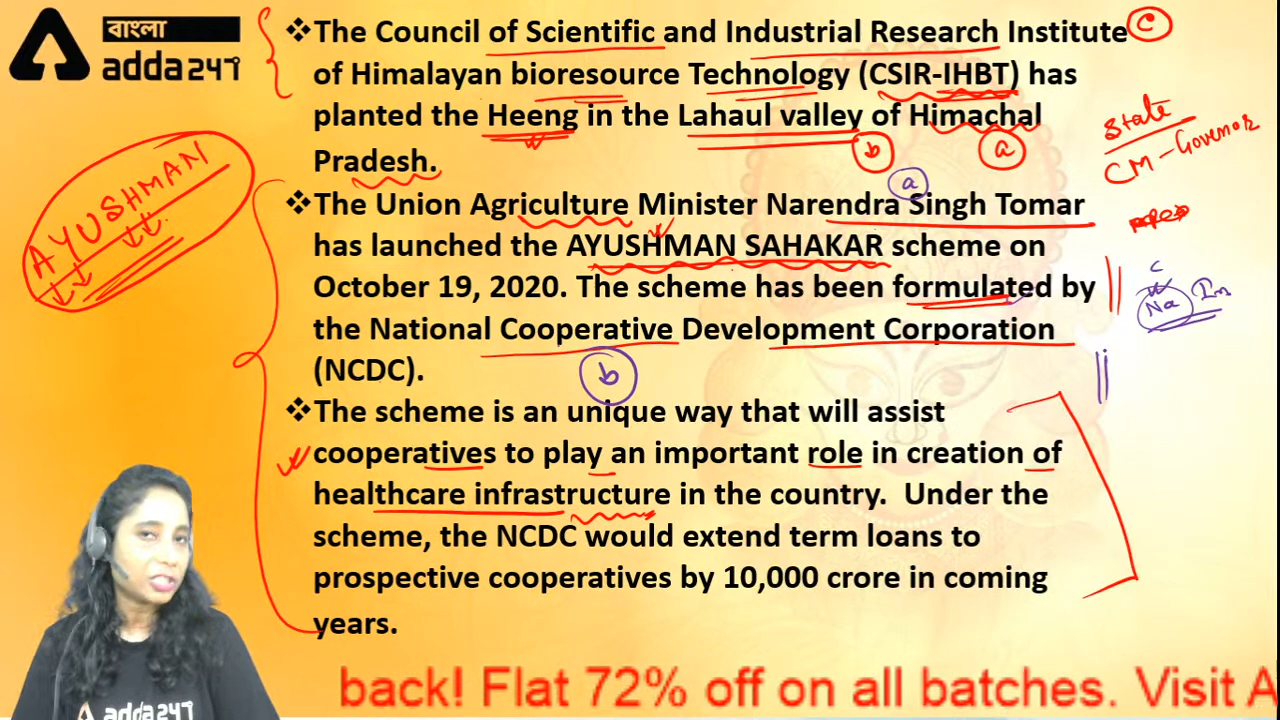 বাংলা
adda247
❖The Council of Scientific and Industrial Research Institute
of Himalayan bioresource Technology (CSIR-IHBT) has
planted the Heeng in the Lahaul valley of Himachal
Pradesh.
❖The Union Agriculture Minister Narendra Singh Tomar
has launched the AYUSHMAN SAHAKAR scheme on
October 19, 2020. The scheme has been formulated by
the National Cooperative Development Corporation
(NCDC).
❖The scheme is an unique way that will assist
cooperatives to play an important role in creation of
healthcare infrastructure in the country. Under the
scheme, the NCDC would extend term loans to
prospective cooperatives by 10,000 crore in coming
years.
C
b
a
a
b
State
CM - Governor
AYUSHMAN
c
Na
adda247
back! Flat 72% off on all batches. Visit A